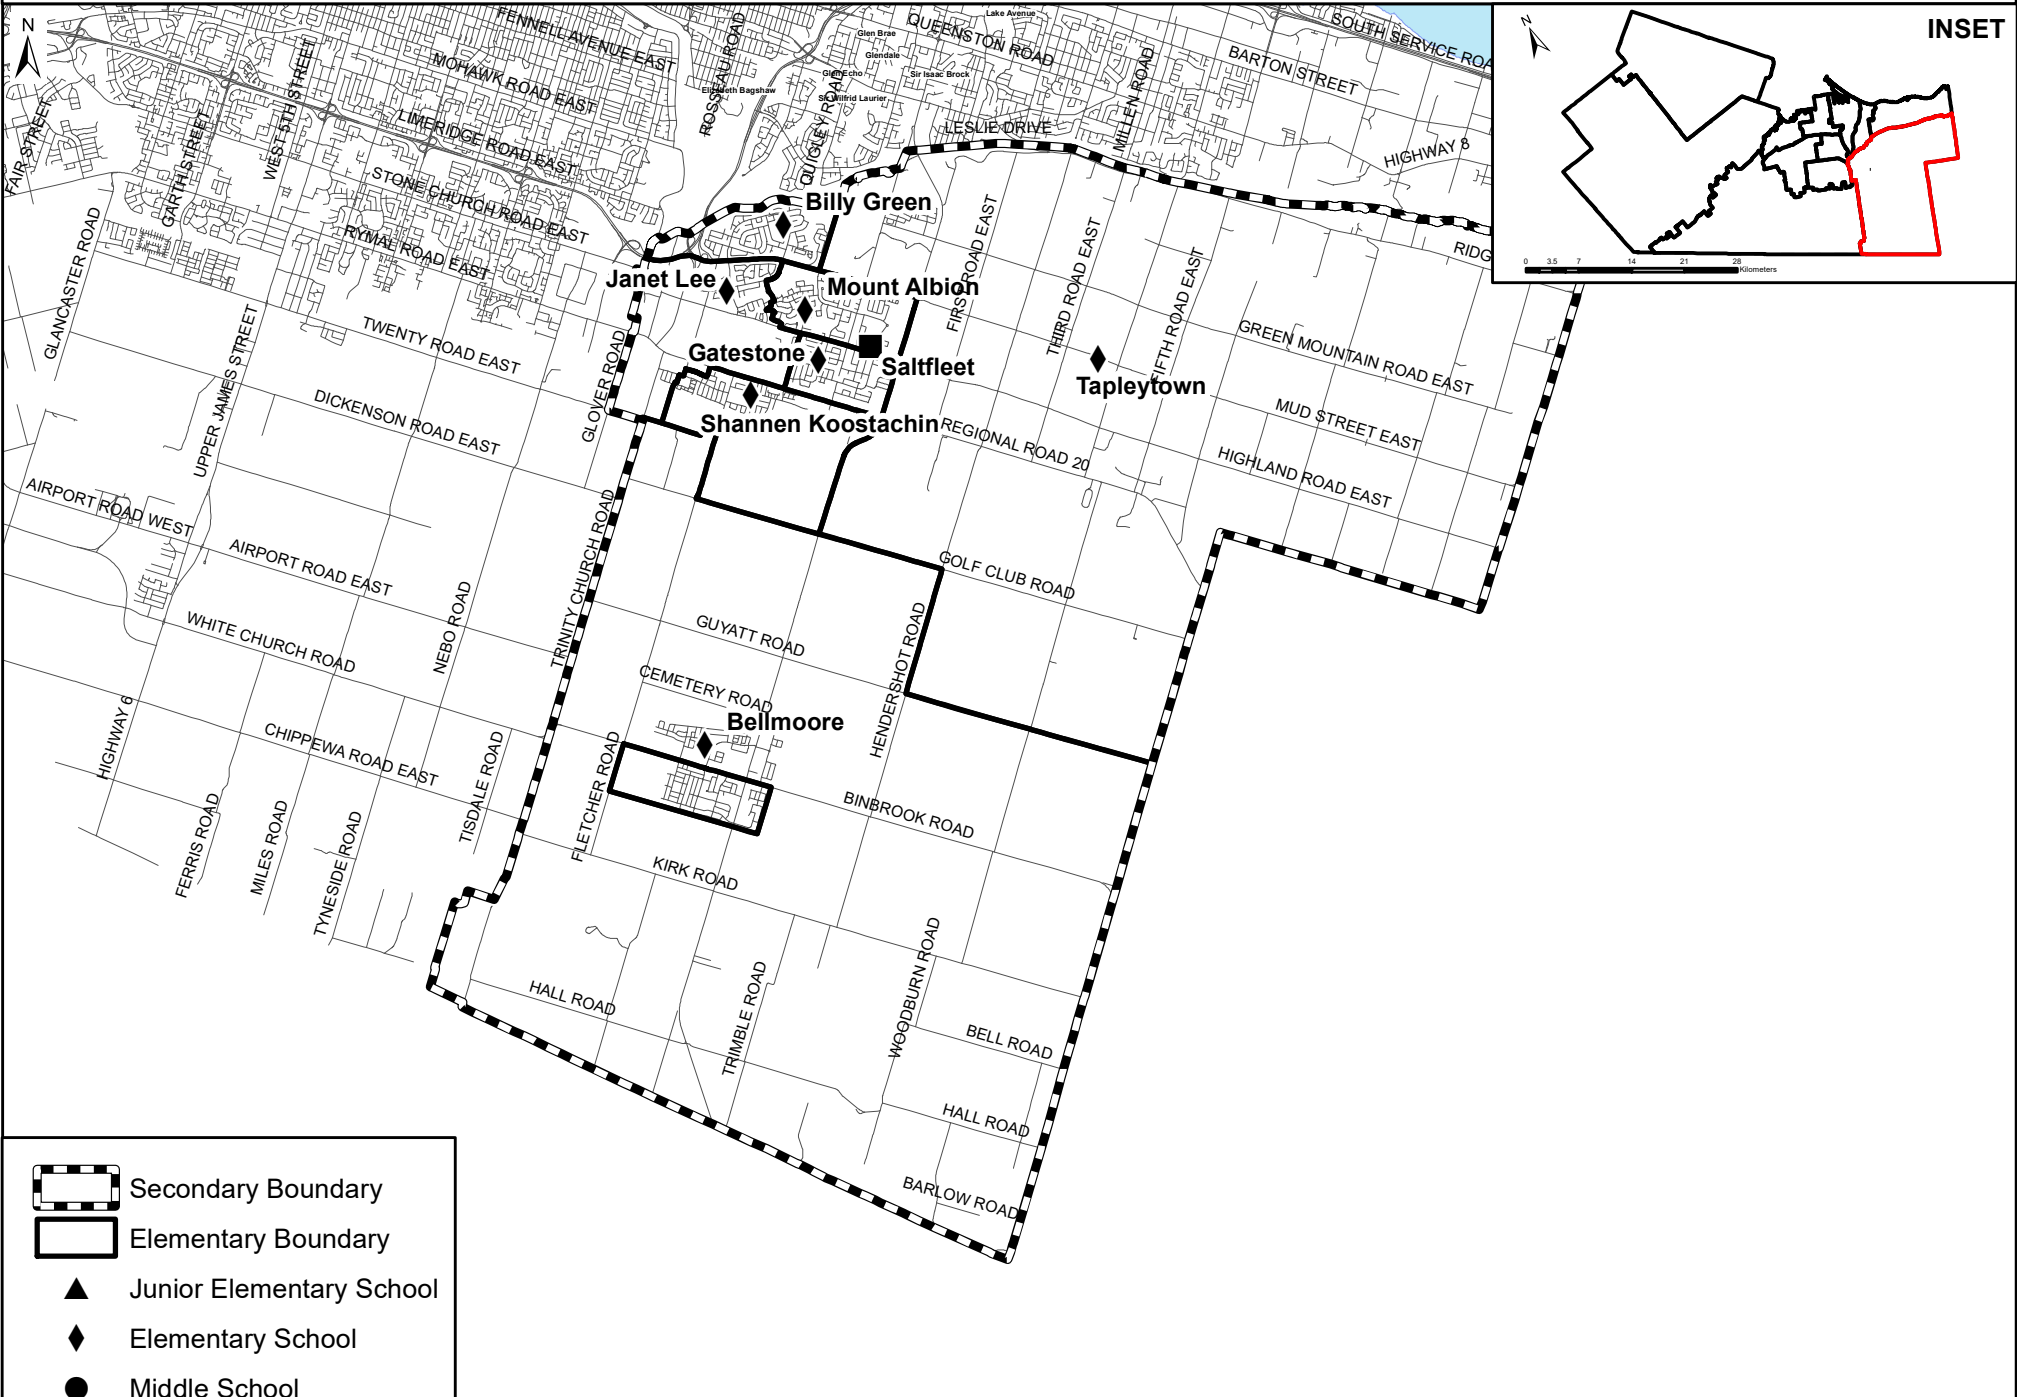 N
FENNELL AVENUE EAST
MOHAWK ROAD EAST
LIMERIDGE ROAD EAST
STONE CHURCH ROAD EAST
RYMAL ROAD EAST
FAIR STREET
GARTH STREET
WEST 5TH STREET
ROSSEAU ROAD
QUIGLEY ROAD
QUEENSTON ROAD
Lake Avenue
Glen Brae
Glendale
Glen Echo
Sir Isaac Brock
Elizabeth Bagshaw
Sir Wilfrid Laurier
LESLIE DRIVE
MILLEN ROAD
BARTON STREET
SOUTH SERVICE ROA
HIGHWAY 8
RIDG
N
INSET
0 3.5 7 14 21 28
Kilometers
Billy Green
Janet Lee
Mount Albion
Gatestone
Saltfleet
Shannen Koostachin
Tapleytown
Bellmoore
GLANCASTER ROAD
UPPER JAMES STREET
TWENTY ROAD EAST
DICKENSON ROAD EAST
GLOVER ROAD
FIRST ROAD EAST
THIRD ROAD EAST
FIFTH ROAD EAST
GREEN MOUNTAIN ROAD EAST
MUD STREET EAST
HIGHLAND ROAD EAST
REGIONAL ROAD 20
AIRPORT ROAD WEST
AIRPORT ROAD EAST
WHITE CHURCH ROAD
NEBO ROAD
TRINITY CHURCH ROAD
GOLF CLUB ROAD
GUYATT ROAD
CEMETERY ROAD
HENDERSHOT ROAD
HIGHWAY 6
CHIPPEWA ROAD EAST
TISDALE ROAD
FLETCHER ROAD
BINBROOK ROAD
FERRIS ROAD
MILES ROAD
TYNESIDE ROAD
KIRK ROAD
HALL ROAD
TRIMBLE ROAD
WOODBURN ROAD
BELL ROAD
HALL ROAD
BARLOW ROAD
Secondary Boundary
Elementary Boundary
Junior Elementary School
Elementary School
Middle School